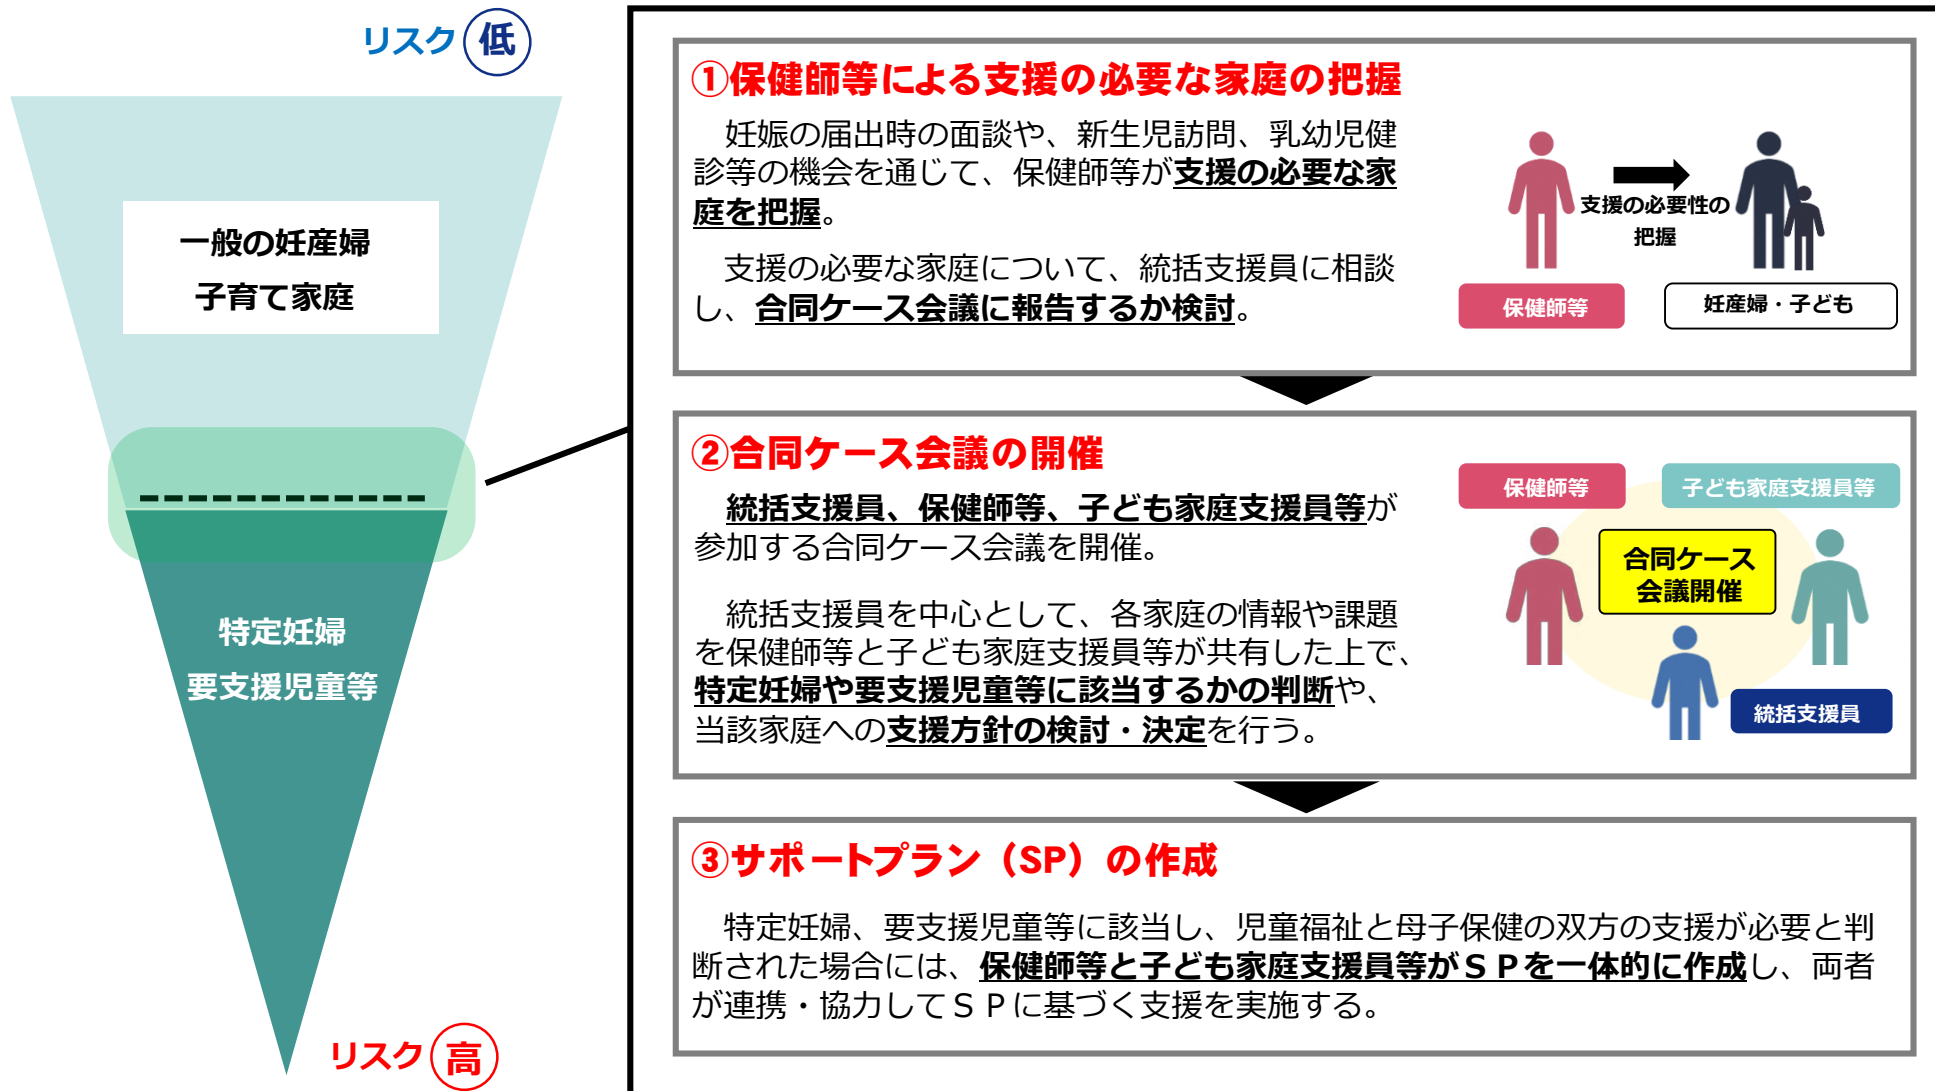 リスク 低
一般の妊産婦
子育て家庭
特定妊婦
要支援児童等
リスク 高
①保健師等による支援の必要な家庭の把握
妊娠の届出時の面談や、新生児訪問、乳幼児健
診等の機会を通じて、保健師等が支援の必要な家
庭を把握。
支援の必要な家庭について、統括支援員に相談
し、合同ケース会議に報告するか検討。
支援の必要性の
把握
保健師等
妊産婦・子ども
②合同ケース会議の開催
統括支援員、保健師等、子ども家庭支援員等が
参加する合同ケース会議を開催。
統括支援員を中心として、各家庭の情報や課題
を保健師等と子ども家庭支援員等が共有した上で、
特定妊婦や要支援児童等に該当するかの判断や、
当該家庭への支援方針の検討・決定を行う。
保健師等
子ども家庭支援員等
合同ケース
会議開催
統括支援員
③サポートプラン（SP）の作成
特定妊婦、要支援児童等に該当し、児童福祉と母子保健の双方の支援が必要と判
断された場合には、保健師等と子ども家庭支援員等がＳＰを一体的に作成し、両者
が連携・協力してＳＰに基づく支援を実施する。